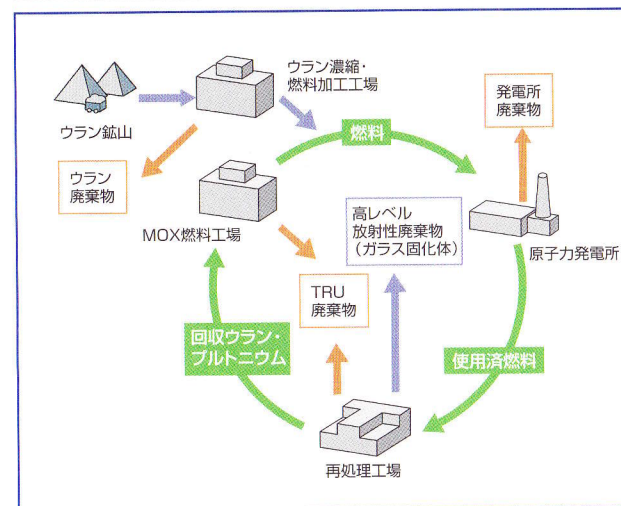 ウラン濃縮・
燃料加工工場
ウラン鉱山
発電所
廃棄物
燃料
ウラン
廃棄物
MOX燃料工場
高レベル
放射性廃棄物
（ガラス固化体）
原子力発電所
TRU
廃棄物
回収ウラン・
プルトニウム
使用済燃料
再処理工場